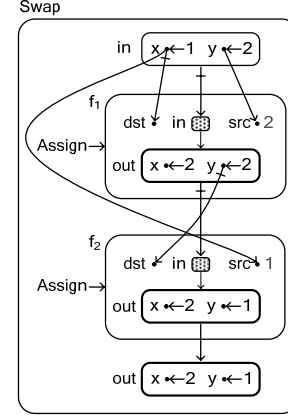 Swap
in x←1 y←2
f1
dst in src 2
Assign→
out x←2 y←2
f2
dst in src 1
Assign→
out x←2 y←1
out x←2 y←1